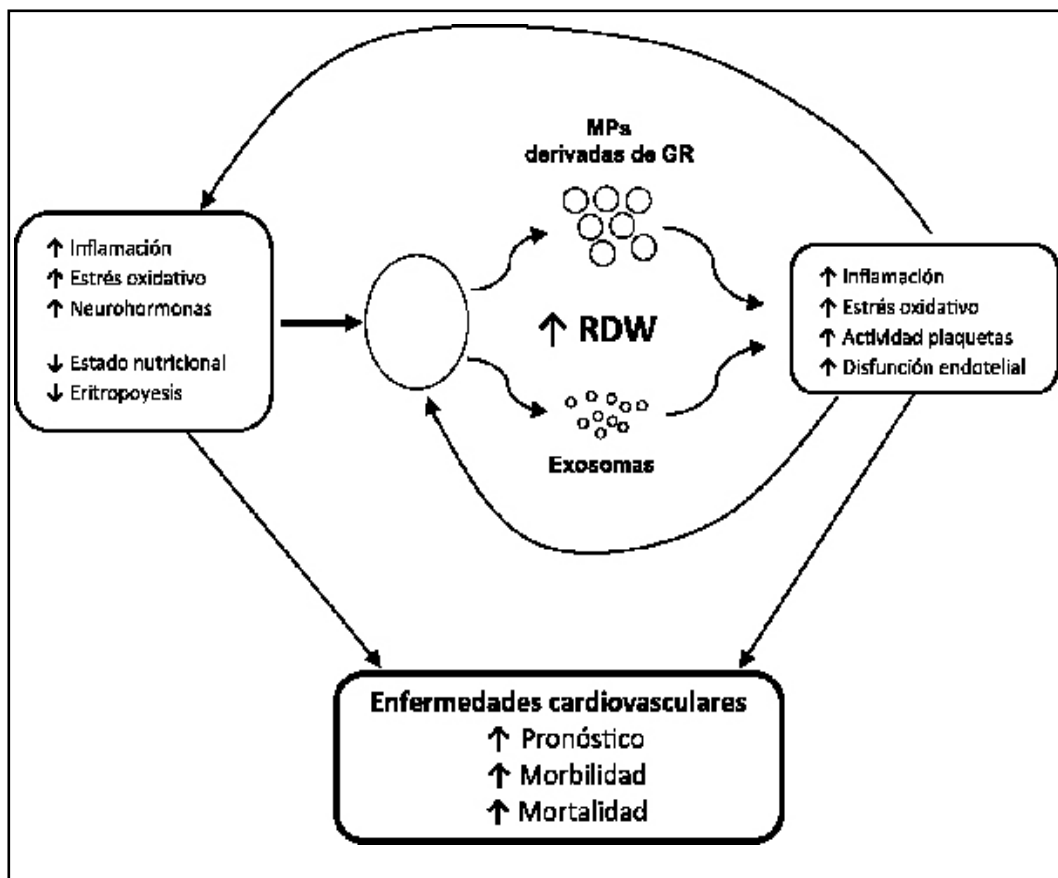 MPs
derivadas de GR
↑ Inflamación
↑ Estrés oxidativo
↑ Neurohormonas
↓ Estado nutricional
↓ Eritropoyesis
↑ RDW
Exosomas
↑ Inflamación
↑ Estrés oxidativo
↑ Actividad plaquetas
↑ Disfunción endotelial
Enfermedades cardiovasculares
↑ Pronóstico
↑ Morbilidad
↑ Mortalidad